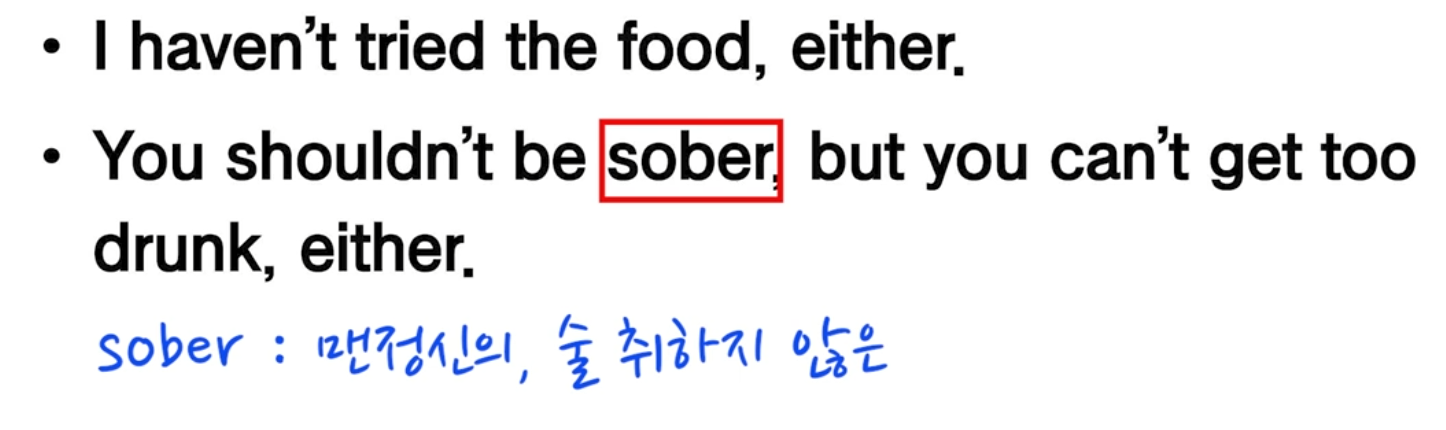 • I haven't tried the food, either.
• You shouldn't be sober, but you can't get too
drunk, either.
sober : 맨정신의, 술 취하지 않은